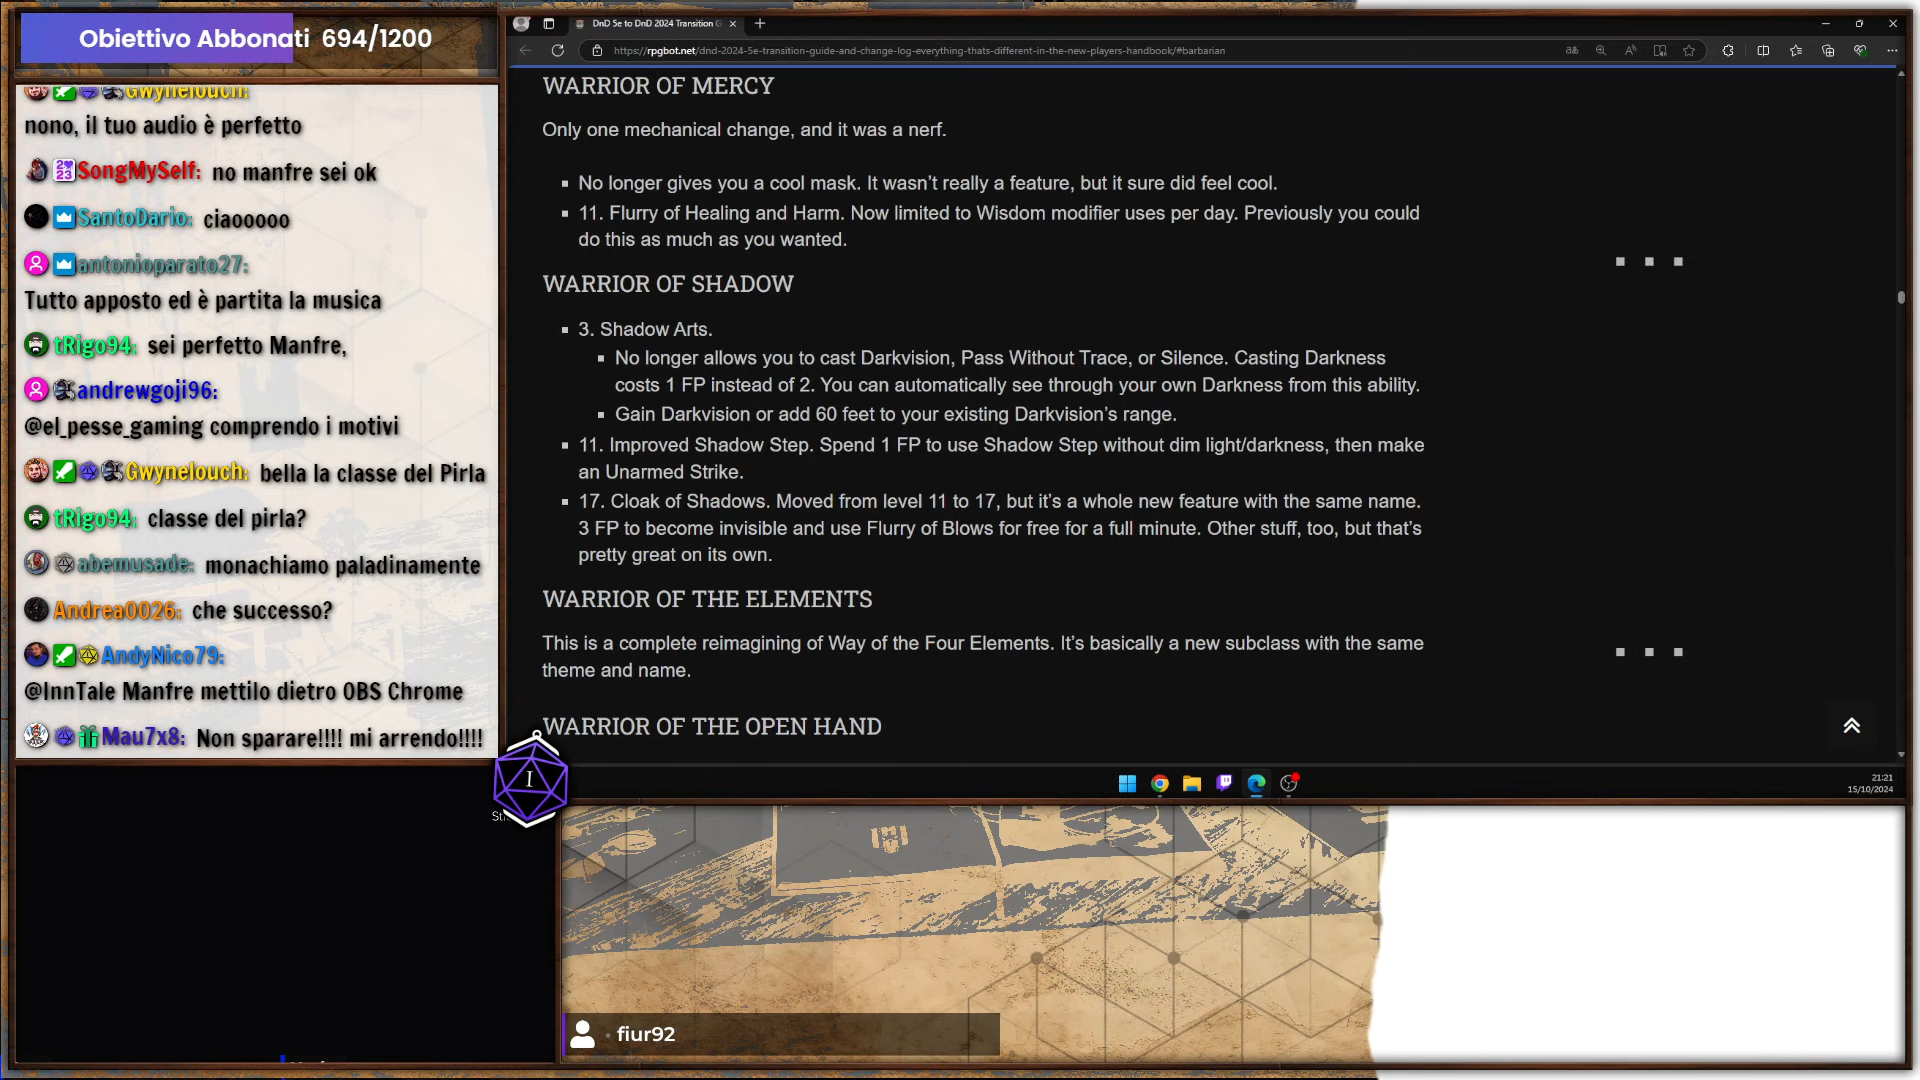 Obiettivo Abbonati 694/1200
Gwynelouch:
nono, il tuo audio è perfetto
SongMySelf: no manfre sei ok
SantoDario: ciaooooo
antonioparato27:
Tutto apposto ed è partita la musica
tRigo94: sei perfetto Manfre,
andrewgoji96:
@el_pesse_gaming comprendo i motivi
Gwynelouch: bella la classe del Pirla
tRigo94: classe del pirla?
abemusade: monachiamo paladinamente
Andrea0026: che successo?
AndyNico79:
@InnTale Manfre mettilo dietro OBS Chrome
Mau7x8: Non sparare!!!! mi arrendo!!!!
DnD 5e to DnD 2024 Transition G
https://rpgbot.net/dnd-2024-5e-transition-guide-and-change-log-everything-thats-different-in-the-new-players-handbook/#barbarian
WARRIOR OF MERCY
Only one mechanical change, and it was a nerf.
No longer gives you a cool mask. It wasn't really a feature, but it sure did feel cool.
11. Flurry of Healing and Harm. Now limited to Wisdom modifier uses per day. Previously you could
do this as much as you wanted.
WARRIOR OF SHADOW
3. Shadow Arts.
No longer allows you to cast Darkvision, Pass Without Trace, or Silence. Casting Darkness
costs 1 FP instead of 2. You can automatically see through your own Darkness from this ability.
Gain Darkvision or add 60 feet to your existing Darkvision's range.
11. Improved Shadow Step. Spend 1 FP to use Shadow Step without dim light/darkness, then make
an Unarmed Strike.
17. Cloak of Shadows. Moved from level 11 to 17, but it's a whole new feature with the same name.
3 FP to become invisible and use Flurry of Blows for free for a full minute. Other stuff, too, but that's
pretty great on its own.
WARRIOR OF THE ELEMENTS
This is a complete reimagining of Way of the Four Elements. It's basically a new subclass with the same
theme and name.
WARRIOR OF THE OPEN HAND
21:21
15/10/2024
I
fiur92